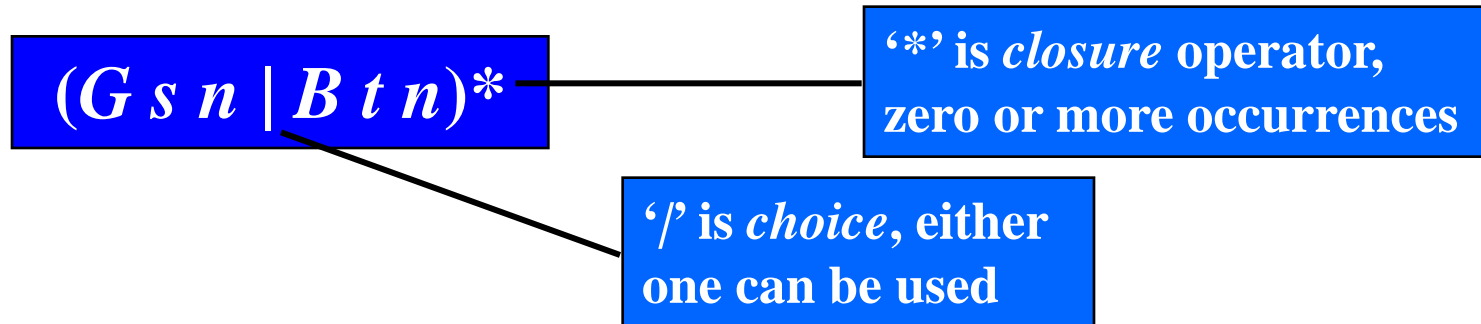 (G s n | B t n)*
‘*’ is closure operator,
zero or more occurrences
‘/’ is choice, either
one can be used